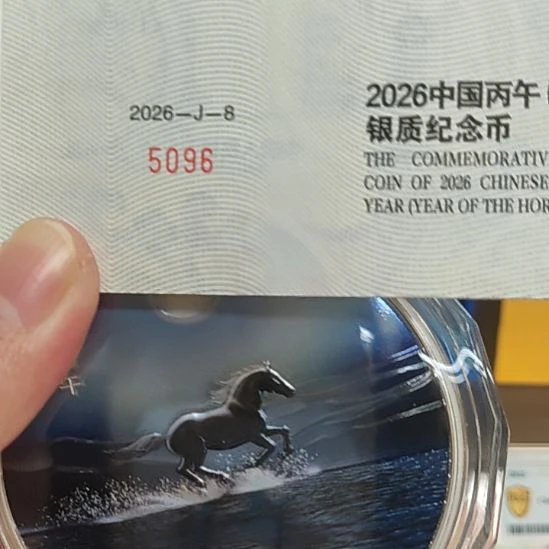 2026-J-8
5096
2026中国丙午
银质纪念币
THE COMMEMORATIV
COIN OF 2026 CHINESE
YEAR (YEAR OF THE HOR
午